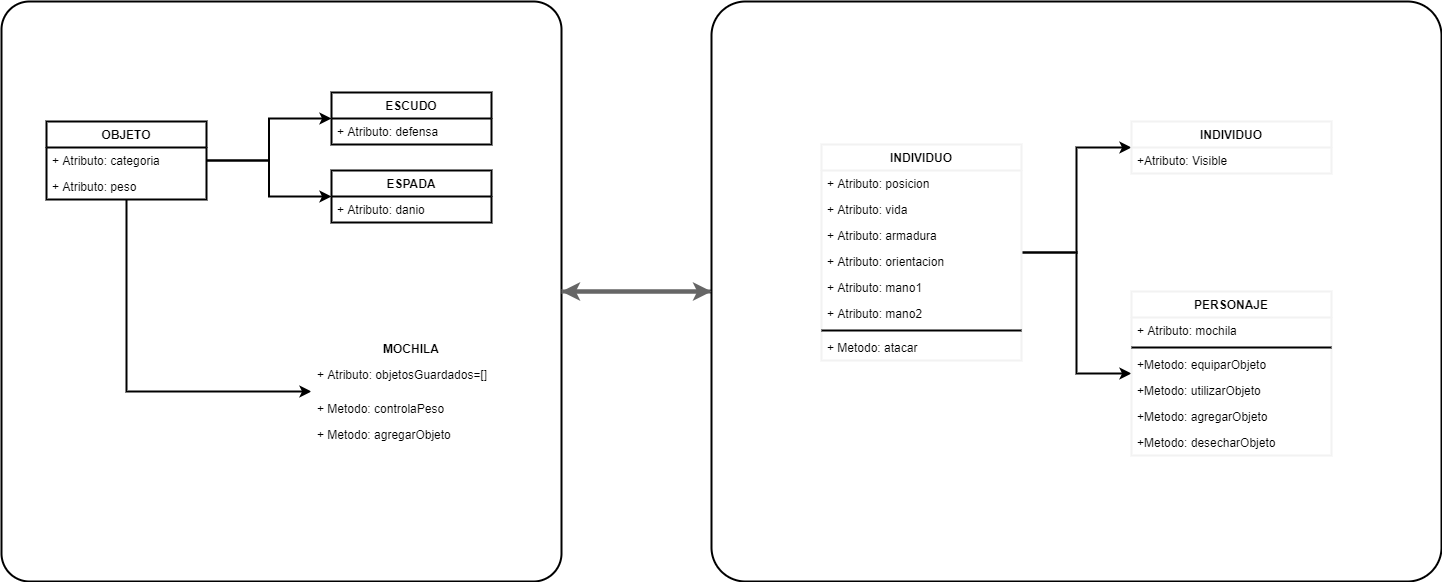 OBJETO
+ Atributo: categoria
+ Atributo: peso
ESCUDO
+ Atributo: defensa
ESPADA
+ Atributo: danio
MOCHILA
+ Atributo: objetosGuardados=[]
+ Metodo: controlaPeso
+ Metodo: agregarObjeto
INDIVIDUO
+ Atributo: posicion
+ Atributo: vida
+ Atributo: armadura
+ Atributo: orientacion
+ Atributo: mano1
+ Atributo: mano2
+ Metodo: atacar
INDIVIDUO
+Atributo: Visible
PERSONAJE
+ Atributo: mochila
+Metodo: equiparObjeto
+Metodo: utilizarObjeto
+Metodo: agregarObjeto
+Metodo: desecharObjeto